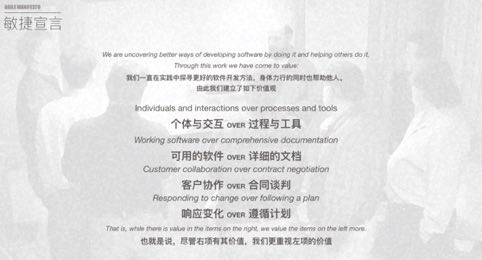 AGILE MANIFESTO
敏捷宣言
We are uncovering better ways of developing software by doing it and helping others do it.
Through this work we have come to value:
我们一直在实践中探寻更好的软件开发方法，身体力行的同时也帮助他人。
由此我们建立了如下价值观
Individuals and interactions over processes and tools
个体与交互 OVER 过程与工具
Working software over comprehensive documentation
可用的软件 OVER 详细的文档
Customer collaboration over contract negotiation
客户协作 OVER 合同谈判
Responding to change over following a plan
响应变化 OVER 遵循计划
That is, while there is value in the items on the right, we value the items on the left more.
也就是说，尽管右项有其价值，我们更重视左项的价值